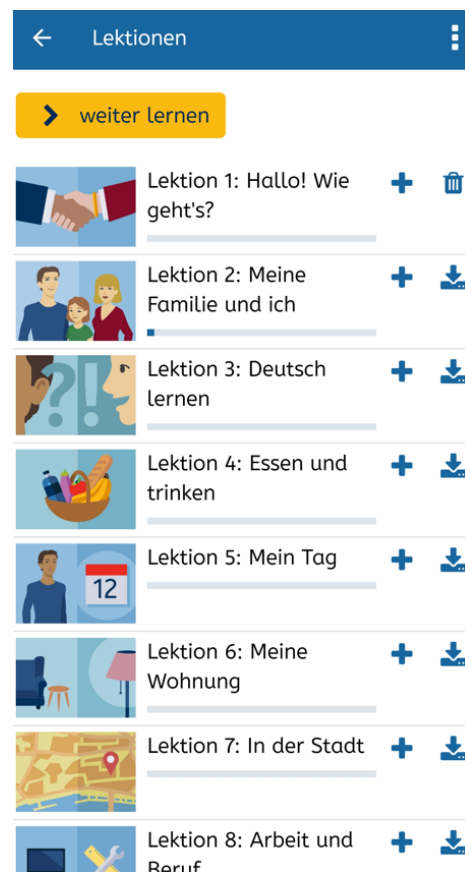 Lektionen
weiter lernen
Lektion 1: Hallo! Wie
geht's?
Lektion 2: Meine
Familie und ich
?!
Lektion 3: Deutsch
lernen
Lektion 4: Essen und
trinken
Lektion 5: Mein Tag
12
Lektion 6: Meine
Wohnung
Lektion 7: In der Stadt
Lektion 8: Arbeit und
Beruf